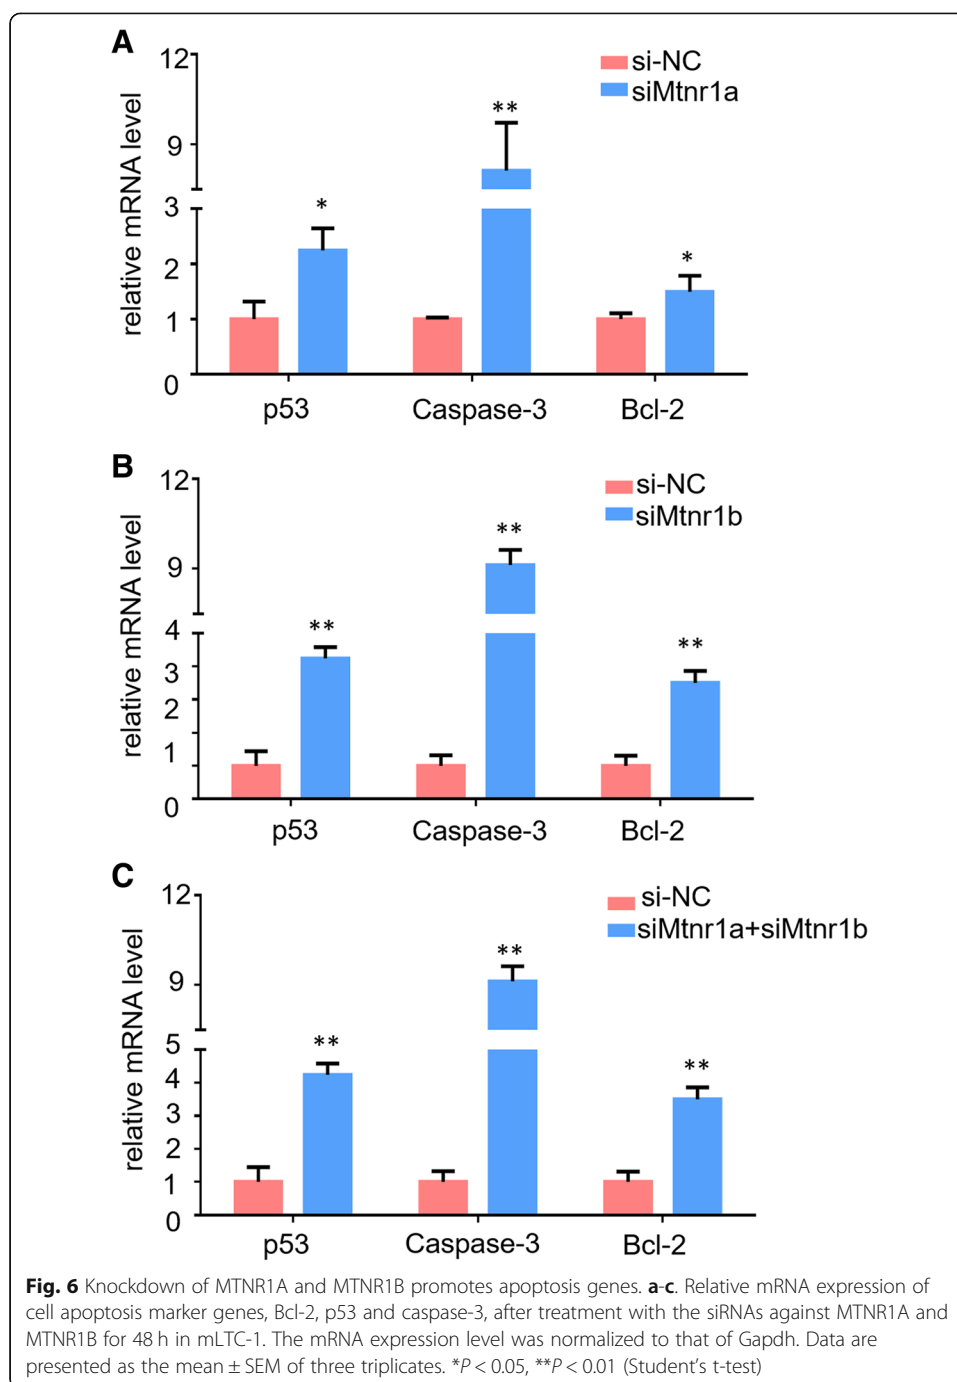 A
12
9
3
2
1
0
relative mRNA level
si-NC
siMtnr1a
*
**
*
p53
Caspase-3
Bcl-2
B
12
9
4
3
2
1
0
relative mRNA level
si-NC
siMtnr1b
**
**
**
p53
Caspase-3
Bcl-2
C
12
9
5
4
3
2
1
0
relative mRNA level
si-NC
siMtnr1a+siMtnr1b
**
**
**
p53
Caspase-3
Bcl-2
Fig. 6 Knockdown of MTNR1A and MTNR1B promotes apoptosis genes. a-c. Relative mRNA expression of
cell apoptosis marker genes, Bcl-2, p53 and caspase-3, after treatment with the siRNAs against MTNR1A and
MTNR1B for 48 h in mLTC-1. The mRNA expression level was normalized to that of Gapdh. Data are
presented as the mean ± SEM of three triplicates. *P < 0.05, **P < 0.01 (Student's t-test)